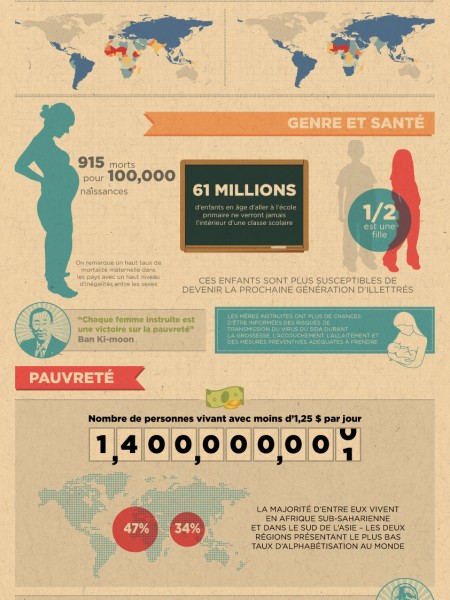 GENRE ET SANTÉ
915 morts
pour 100,000
naissances
61 MILLIONS
d'enfants en âge d'aller à l'école
primaire ne verront jamais
l'intérieur d'une classe scolaire
1/2
est une
fille
On remarque un haut taux de
mortalité maternelle dans
les pays avec un haut niveau
d'inégalités entre les sexes
CES ENFANTS SONT PLUS SUSCEPTIBLES DE
DEVENIR LA PROCHAINE GÉNÉRATION D'ILLETTRÉS
"Chaque femme instruite est
une victoire sur la pauvreté"
Ban Ki-moon
LES MÈRES INSTRUITES ONT PLUS DE CHANCES
D'ÊTRE INFORMÉES DES RISQUES DE
TRANSMISSION DU VIRUS DU SIDA DURANT
LA GROSSESSE, L'ACCOUCHEMENT, L'ALLAITEMENT ET
DES MESURES PRÉVENTIVES ADÉQUATES À PRENDRE
PAUVRETÉ
Nombre de personnes vivant avec moins d'1,25 $ par jour
1,400,000,001
47% 34%
LA MAJORITÉ D'ENTRE EUX VIVENT
EN AFRIQUE SUB-SAHARIENNE
ET DANS LE SUD DE L'ASIE – LES DEUX
RÉGIONS PRÉSENTANT LE PLUS BAS
TAUX D'ALPHABÉTISATION AU MONDE